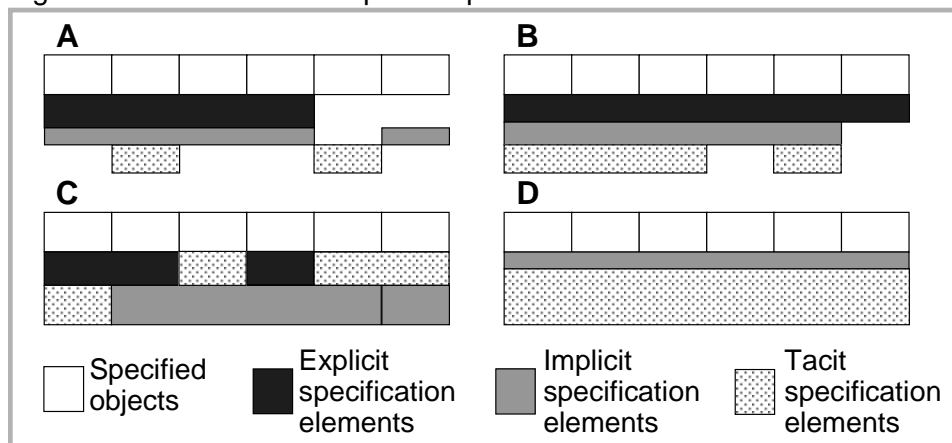 A
B
C
D
Specified
objects
Explicit
specification
elements
Implicit
specification
elements
Tacit
specification
elements